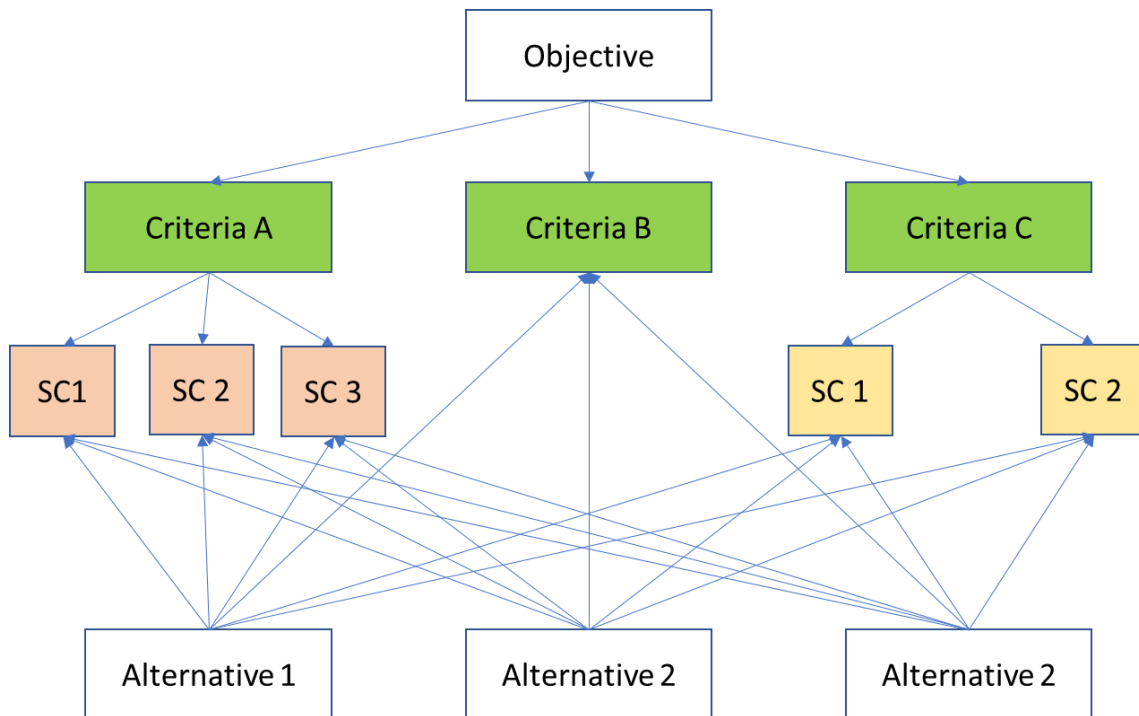 Objective
Criteria A
Criteria B
Criteria C
SC1
SC 2
SC 3
SC 1
SC 2
Alternative 1
Alternative 2
Alternative 2